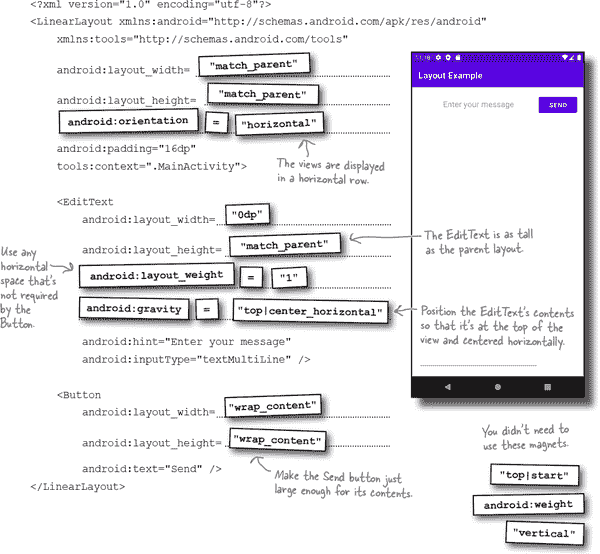 <?xml version="1.0" encoding="utf-8"?>
<LinearLayout xmlns:android="http://schemas.android.com/apk/res/android"
xmlns:tools="http://schemas.android.com/tools"
android:layout_width= "match_parent"
android:layout_height= "match_parent"
android:orientation = "horizontal"
android:padding="16dp"
tools:context=".MainActivity">
The views are displayed
in a horizontal row.
<EditText
android:layout_width= "0dp"
android:layout_height= "match_parent"
android:layout_weight = "1"
android:gravity = "top|center_horizontal"
android:hint="Enter your message"
android:inputType="textMultiLine" />
Use any
horizontal
space that's
not required
by the
Button.
The EditText is as tall
as the parent layout.
Position the EditText's contents
so that it's at the top of the
view and centered horizontally.
<Button
android:layout_width= "wrap_content"
android:layout_height= "wrap_content"
android:text="Send" />
</LinearLayout>
Make the Send button just
large enough for its contents.
Layout Example
Enter your message
SEND
You didn't need to
use these magnets.
"top|start"
android:weight
"vertical"